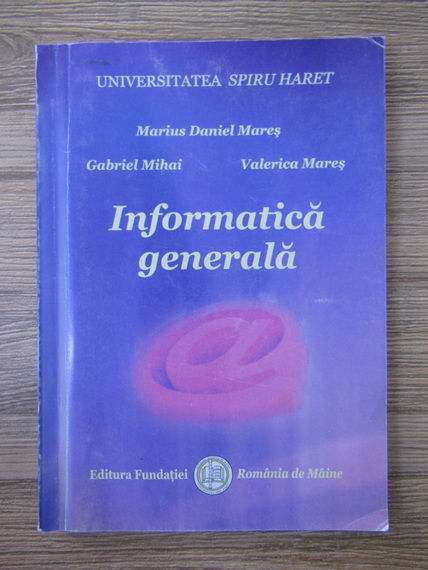 UNIVERSITATEA SPIRU HARET
Marius Daniel Mareş
Gabriel Mihai Valerica Mareş
Informatică
generală
@
Editura Fundaţiei România de Mâine